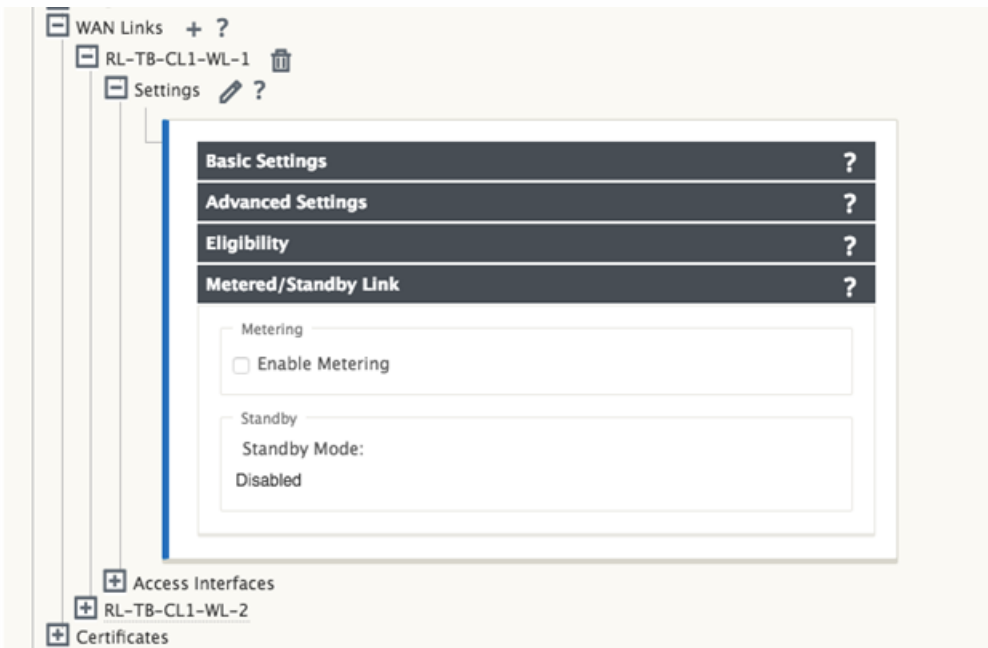 WAN Links + ?
RL-TB-CL1-WL-1
Settings ?
Basic Settings ?
Advanced Settings ?
Eligibility ?
Metered/Standby Link ?
Metering
Enable Metering
Standby
Standby Mode:
Disabled
Access Interfaces
RL-TB-CL1-WL-2
Certificates